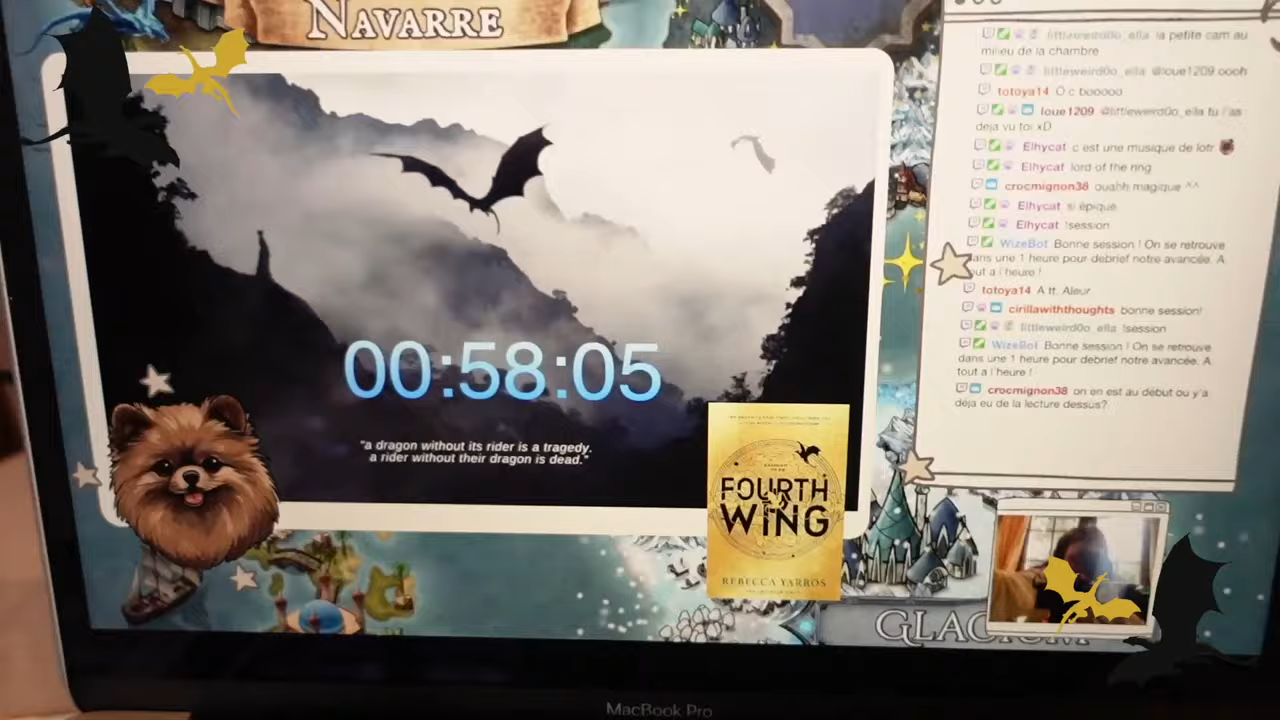 NAVARRE
00:58:05
"a dragon without its rider is a tragedy.
a rider without their dragon is dead."
FOURTH
WING
REBECCA YARROS
littleweird0o_ella la petite cam au
milieu de la chambre
littleweird0o_ella @loue1209 oooh
totoya14 O c booooo
loue1209 @littleweird0o_ella tu l'as
deja vu toi xD
Elhycat c est une musique de lotr
Elhycat lord of the ring
crocmignon38 ouahh magique ^^
Elhycat si épique
Elhycat !session
WizeBot Bonne session ! On se retrouve
dans une 1 heure pour debrief notre avancée. A
tout a l heure !
totoya14 A tt. Aleur
cirillawiththoughts bonne session!
littleweird0o_ella !session
WizeBot Bonne session ! On se retrouve
dans une 1 heure pour debrief notre avancée. A
tout a l heure !
crocmignon38 on en est au début ou y'a
déja eu de la lecture dessus?
GLACIUM
MacBook Pro